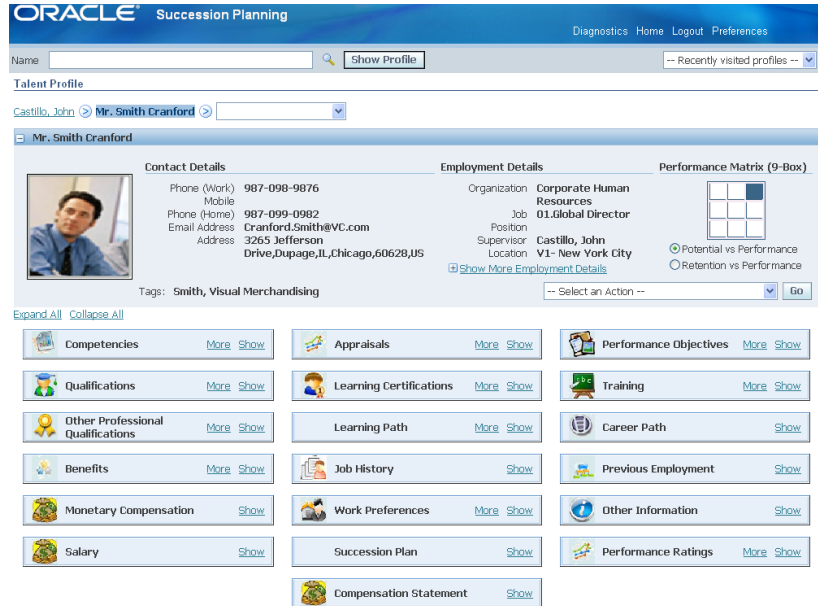 ORACLE® Succession Planning
Diagnostics Home Logout Preferences
Name Show Profile -- Recently visited profiles --
Talent Profile
Castillo, John Mr. Smith Cranford
Mr. Smith Cranford
Contact Details
Phone (Work) 987-098-9876
Mobile
Phone (Home) 987-099-0982
Email Address Cranford.Smith@VC.com
Address 3265 Jefferson
Drive,Dupage,IL,Chicago,60628,US
Employment Details
Organization Corporate Human
Resources
Job 01.Global Director
Position
Supervisor Castillo, John
Location V1- New York City
Show More Employment Details
Performance Matrix (9-Box)
Potential vs Performance
Retention vs Performance
Tags: Smith, Visual Merchandising
-- Select an Action -- Go
Expand All Collapse All
Competencies More Show
Appraisals More Show
Performance Objectives More Show
Qualifications More Show
Learning Certifications More Show
Training More Show
Other Professional
Qualifications More Show
Learning Path More Show
Career Path Show
Benefits More Show
Job History Show
Previous Employment Show
Monetary Compensation Show
Work Preferences More Show
Other Information Show
Salary Show
Succession Plan Show
Performance Ratings More Show
Compensation Statement Show